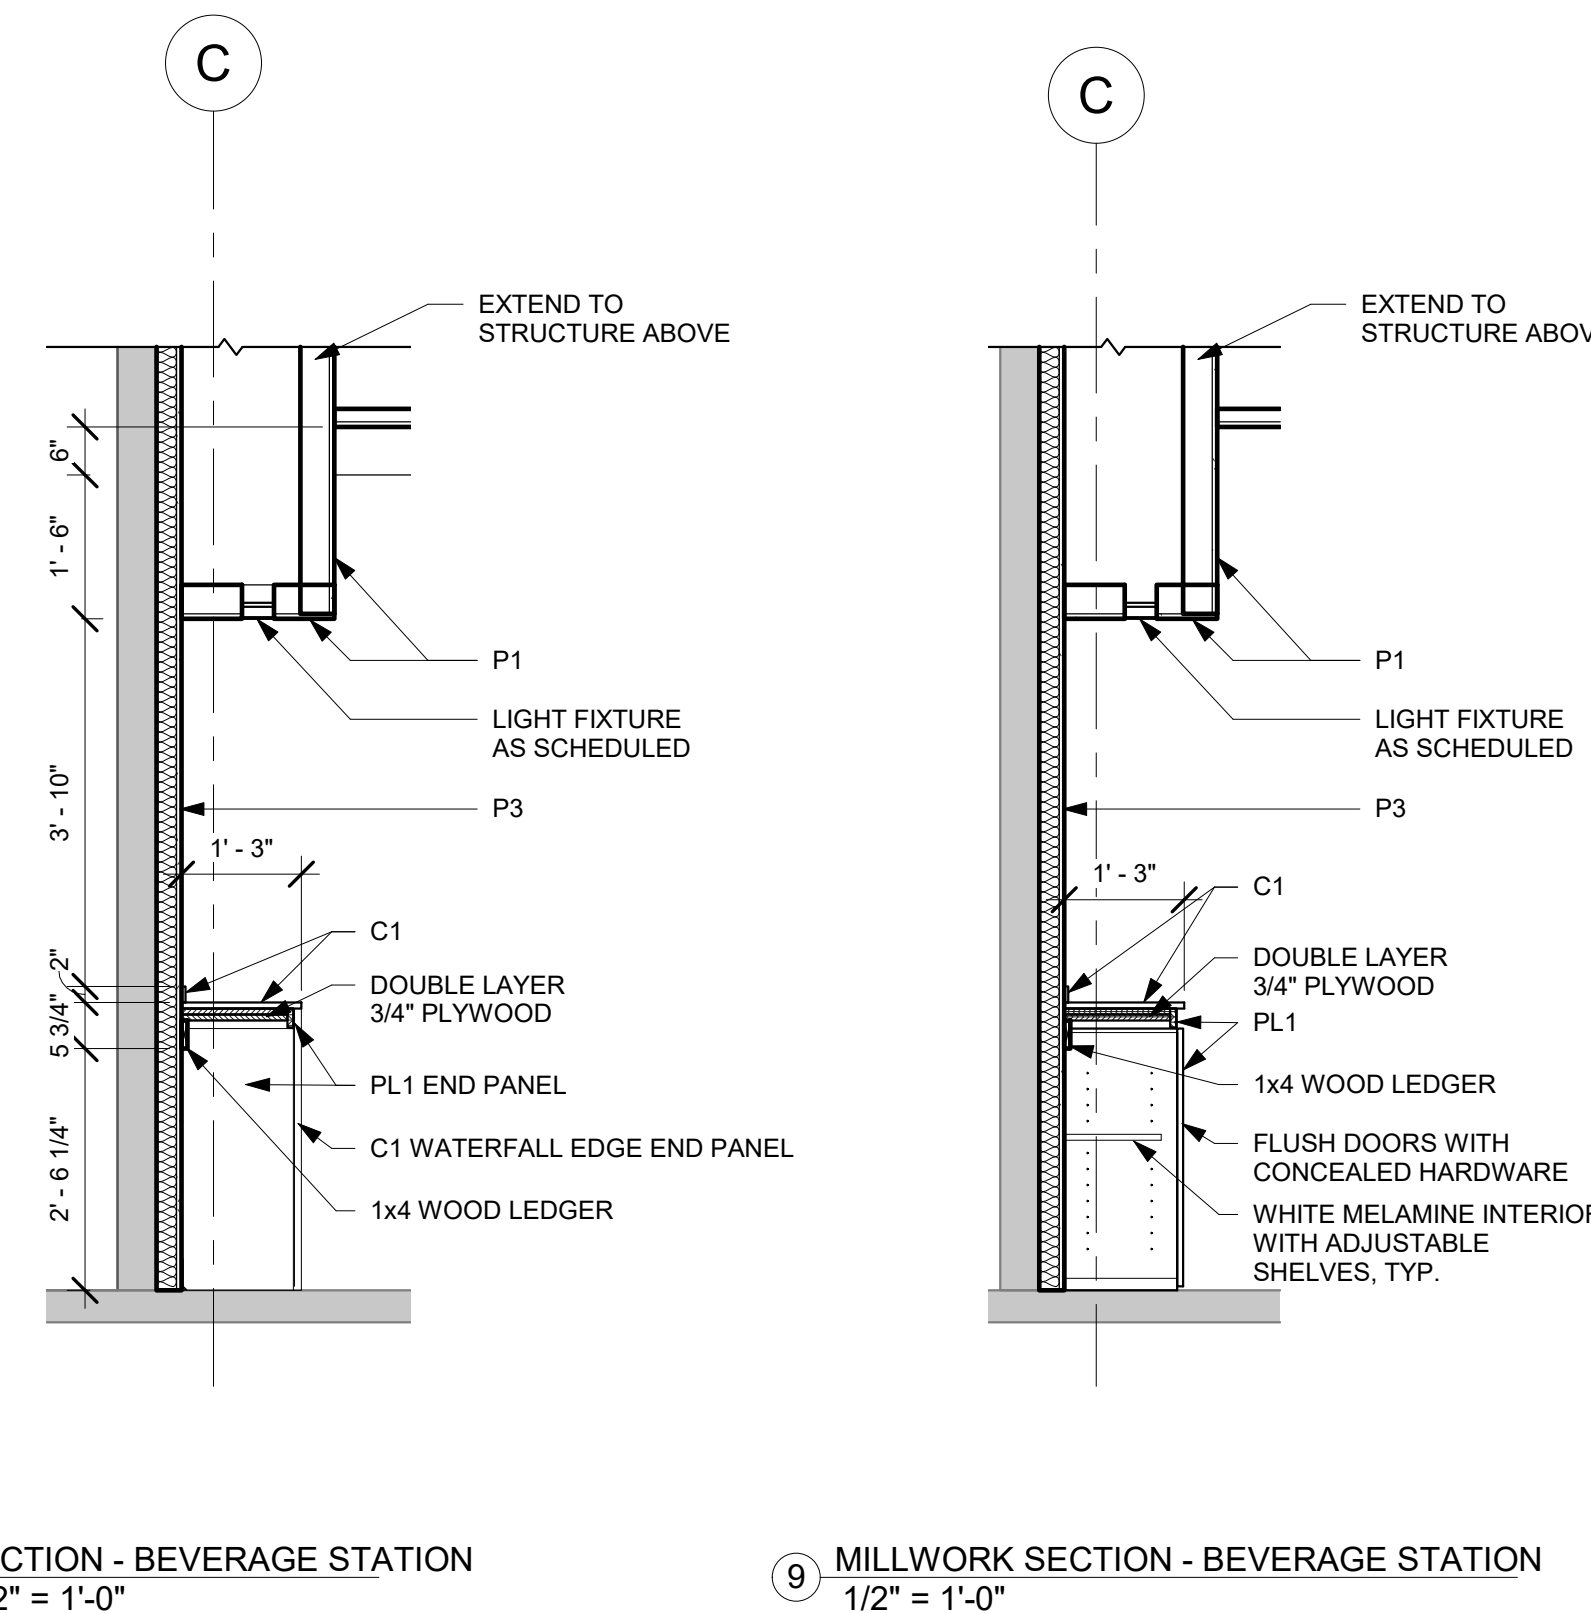 C
EXTEND TO
STRUCTURE ABOVE
6"
1' - 6"
P1
LIGHT FIXTURE
AS SCHEDULED
3' - 10"
P3
1' - 3"
C1
2"
DOUBLE LAYER
3/4" PLYWOOD
5 3/4"
PL1 END PANEL
C1 WATERFALL EDGE END PANEL
2' - 6 1/4"
1x4 WOOD LEDGER
CTION - BEVERAGE STATION
2" = 1'-0"
C
EXTEND TO
STRUCTURE ABOV
P1
LIGHT FIXTURE
AS SCHEDULED
P3
1' - 3"
C1
DOUBLE LAYER
3/4" PLYWOOD
PL1
1x4 WOOD LEDGER
FLUSH DOORS WITH
CONCEALED HARDWARE
WHITE MELAMINE INTERIOR
WITH ADJUSTABLE
SHELVES, TYP.
9 MILLWORK SECTION - BEVERAGE STATION
1/2" = 1'-0"